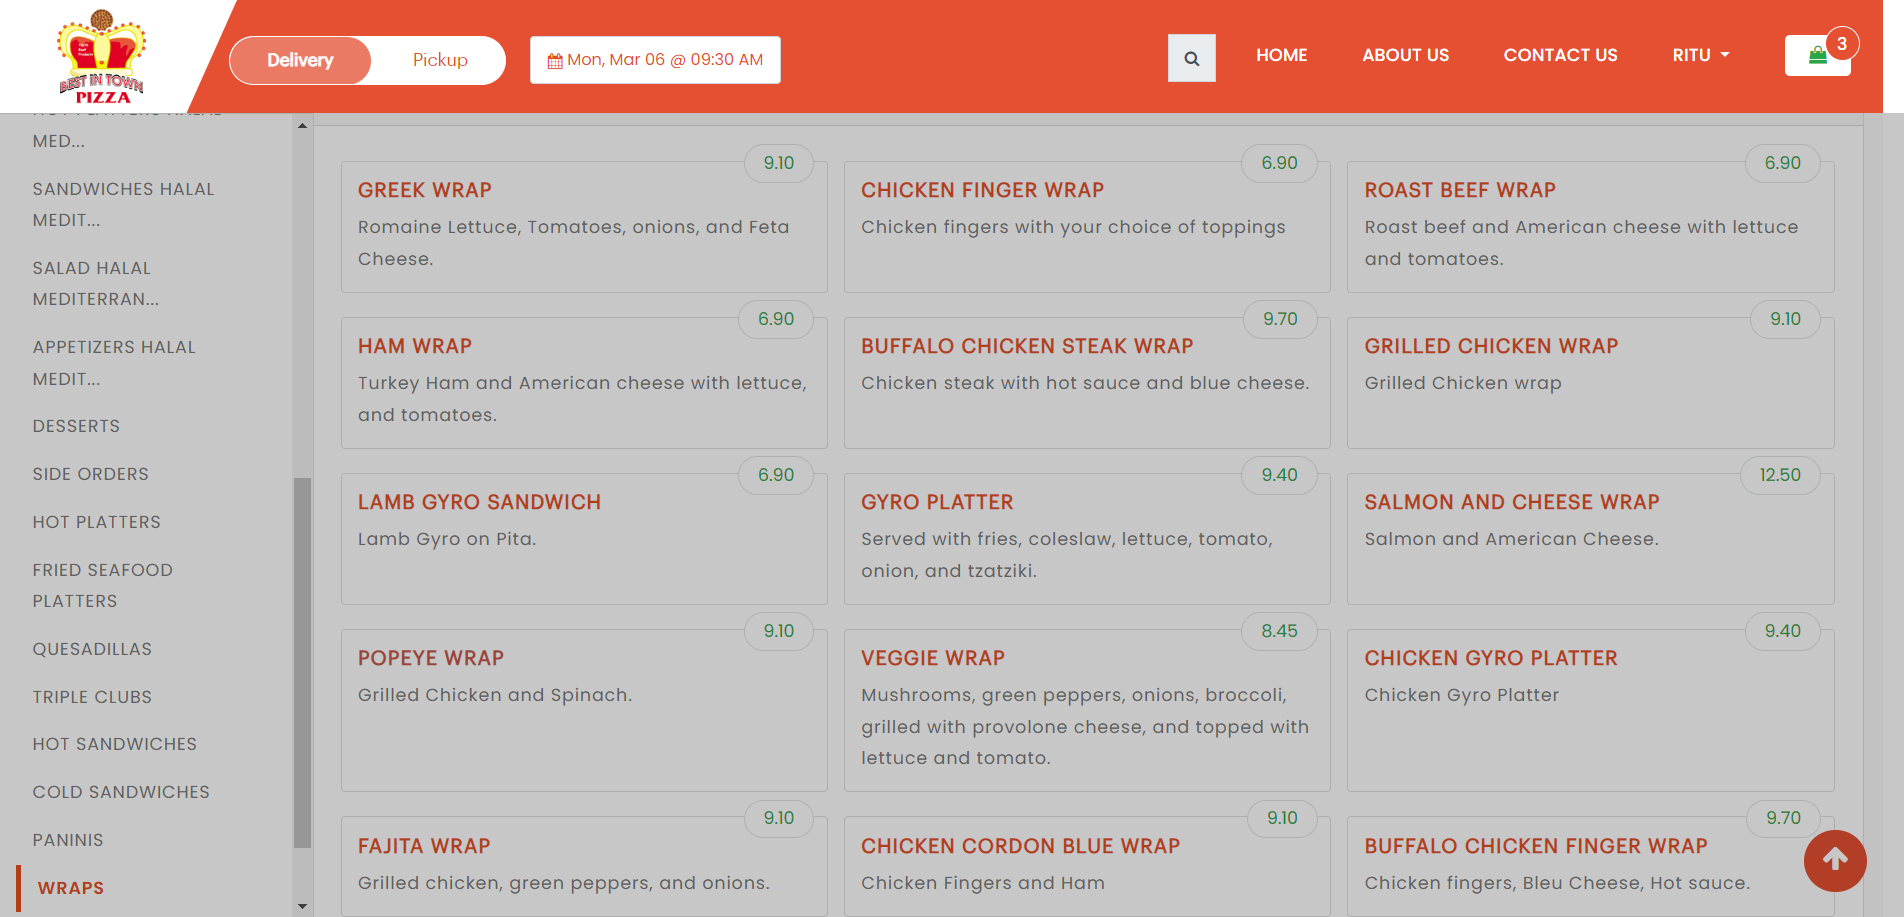 BEST IN TOWN
PIZZA
Delivery
Pickup
Mon, Mar 06 @ 09:30 AM
HOME
ABOUT US
CONTACT US
RITU
3
MED...
SANDWICHES HALAL
MEDIT...
SALAD HALAL
MEDITERRAN...
APPETIZERS HALAL
MEDIT...
DESSERTS
SIDE ORDERS
HOT PLATTERS
FRIED SEAFOOD
PLATTERS
QUESADILLAS
TRIPLE CLUBS
HOT SANDWICHES
COLD SANDWICHES
PANINIS
WRAPS
9.10
GREEK WRAP
Romaine Lettuce, Tomatoes, onions, and Feta
Cheese.
6.90
CHICKEN FINGER WRAP
Chicken fingers with your choice of toppings
6.90
ROAST BEEF WRAP
Roast beef and American cheese with lettuce
and tomatoes.
6.90
HAM WRAP
Turkey Ham and American cheese with lettuce,
and tomatoes.
9.70
BUFFALO CHICKEN STEAK WRAP
Chicken steak with hot sauce and blue cheese.
9.10
GRILLED CHICKEN WRAP
Grilled Chicken wrap
6.90
LAMB GYRO SANDWICH
Lamb Gyro on Pita.
9.40
GYRO PLATTER
Served with fries, coleslaw, lettuce, tomato,
onion, and tzatziki.
12.50
SALMON AND CHEESE WRAP
Salmon and American Cheese.
9.10
POPEYE WRAP
Grilled Chicken and Spinach.
8.45
VEGGIE WRAP
Mushrooms, green peppers, onions, broccoli,
grilled with provolone cheese, and topped with
lettuce and tomato.
9.40
CHICKEN GYRO PLATTER
Chicken Gyro Platter
9.10
FAJITA WRAP
Grilled chicken, green peppers, and onions.
9.10
CHICKEN CORDON BLUE WRAP
Chicken Fingers and Ham
9.70
BUFFALO CHICKEN FINGER WRAP
Chicken fingers, Bleu Cheese, Hot sauce.